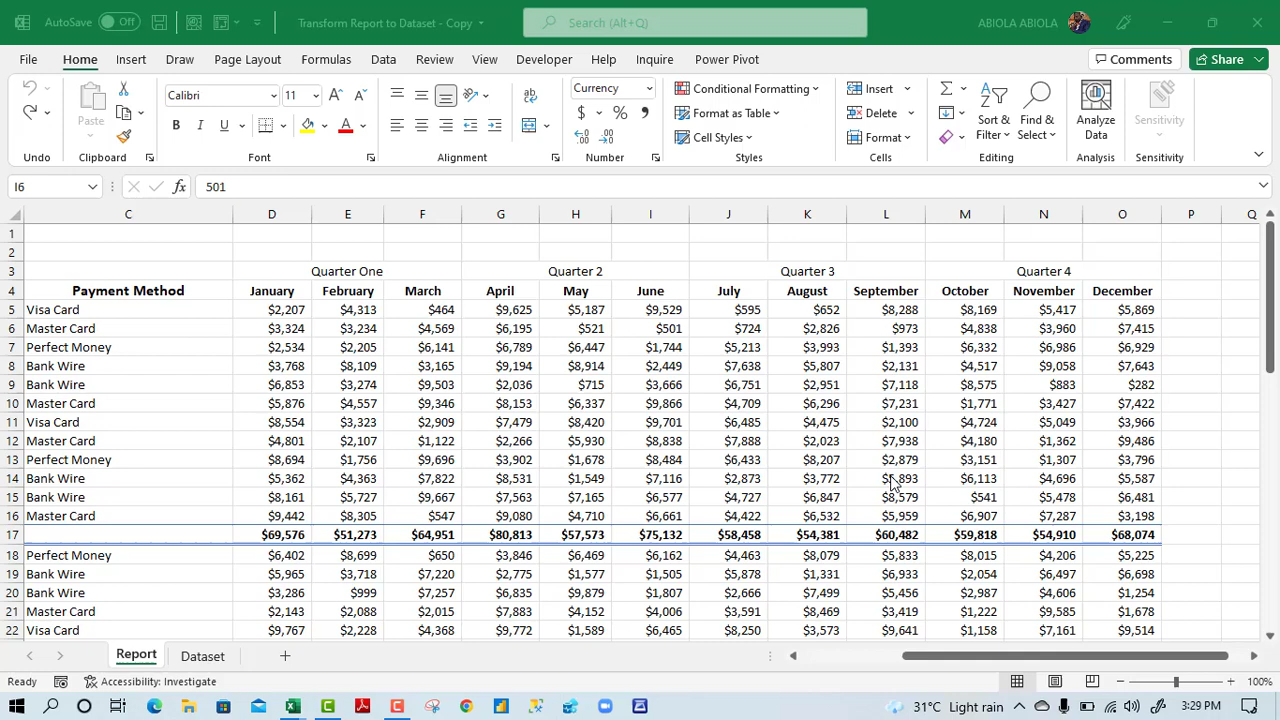 AutoSave Off Transform Report to Dataset - Copy Search (Alt+Q) ABIOLA ABIOLA
File Home Insert Draw Page Layout Formulas Data Review View Developer Help Inquire Power Pivot Comments Share
Paste Calibri 11 Currency Conditional Formatting Insert
Format as Table Delete Sort & Filter Find & Select Analyze Data Sensitivity
B I U $ % Cell Styles Format
Undo Clipboard Font Alignment Number Styles Cells Editing Analysis Sensitivity
I6 fx 501
C D E F G H I J K L M N O P Q
1
2
3 Quarter One Quarter 2 Quarter 3 Quarter 4
4 Payment Method January February March April May June July August September October November December
5 Visa Card $2,207 $4,313 $464 $9,625 $5,187 $9,529 $595 $652 $8,288 $8,169 $5,417 $5,869
6 Master Card $3,324 $3,234 $4,569 $6,195 $521 $501 $724 $2,826 $973 $4,838 $3,960 $7,415
7 Perfect Money $2,534 $2,205 $6,141 $6,789 $6,447 $1,744 $5,213 $3,993 $1,393 $6,332 $6,986 $6,929
8 Bank Wire $3,768 $8,109 $3,165 $9,194 $8,914 $2,449 $7,638 $5,807 $2,131 $4,517 $9,058 $7,643
9 Bank Wire $6,853 $3,274 $9,503 $2,036 $715 $3,666 $6,751 $2,951 $7,118 $8,575 $883 $282
10 Master Card $5,876 $4,557 $9,346 $8,153 $6,337 $9,866 $4,709 $6,296 $7,231 $1,771 $3,427 $7,422
11 Visa Card $8,554 $3,323 $2,909 $7,479 $8,420 $9,701 $6,485 $4,475 $2,100 $4,724 $5,049 $3,966
12 Master Card $4,801 $2,107 $1,122 $2,266 $5,930 $8,838 $7,888 $2,023 $7,938 $4,180 $1,362 $9,486
13 Perfect Money $8,694 $1,756 $9,696 $3,902 $1,678 $8,484 $6,433 $8,207 $2,879 $3,151 $1,307 $3,796
14 Bank Wire $5,362 $4,363 $7,822 $8,531 $1,549 $7,116 $2,873 $3,772 $6,113 $4,696 $5,587
15 Bank Wire $8,161 $5,727 $9,667 $7,563 $7,165 $6,577 $4,727 $6,847 $8,579 $541 $5,478 $6,481
16 Master Card $9,442 $8,305 $547 $9,080 $4,710 $6,661 $4,422 $6,532 $5,959 $6,907 $7,287 $3,198
17 $69,576 $51,273 $64,951 $80,813 $57,573 $75,132 $58,458 $54,381 $60,482 $59,818 $54,910 $68,074
18 Perfect Money $6,402 $8,699 $650 $3,846 $6,469 $6,162 $4,463 $8,079 $5,833 $8,015 $4,206 $5,225
19 Bank Wire $5,965 $3,718 $7,220 $2,775 $1,577 $1,505 $5,878 $1,331 $6,933 $2,054 $6,497 $6,698
20 Bank Wire $3,286 $999 $7,257 $6,835 $9,879 $1,807 $2,666 $7,499 $5,456 $2,987 $4,606 $1,254
21 Master Card $2,143 $2,088 $2,015 $7,883 $4,152 $4,006 $3,591 $8,469 $3,419 $1,222 $9,585 $1,678
22 Visa Card $9,767 $2,228 $4,368 $9,772 $1,589 $6,465 $8,250 $3,573 $9,641 $1,158 $7,161 $9,514
Report Dataset
Ready Accessibility: Investigate 100%
31°C Light rain 3:29 PM